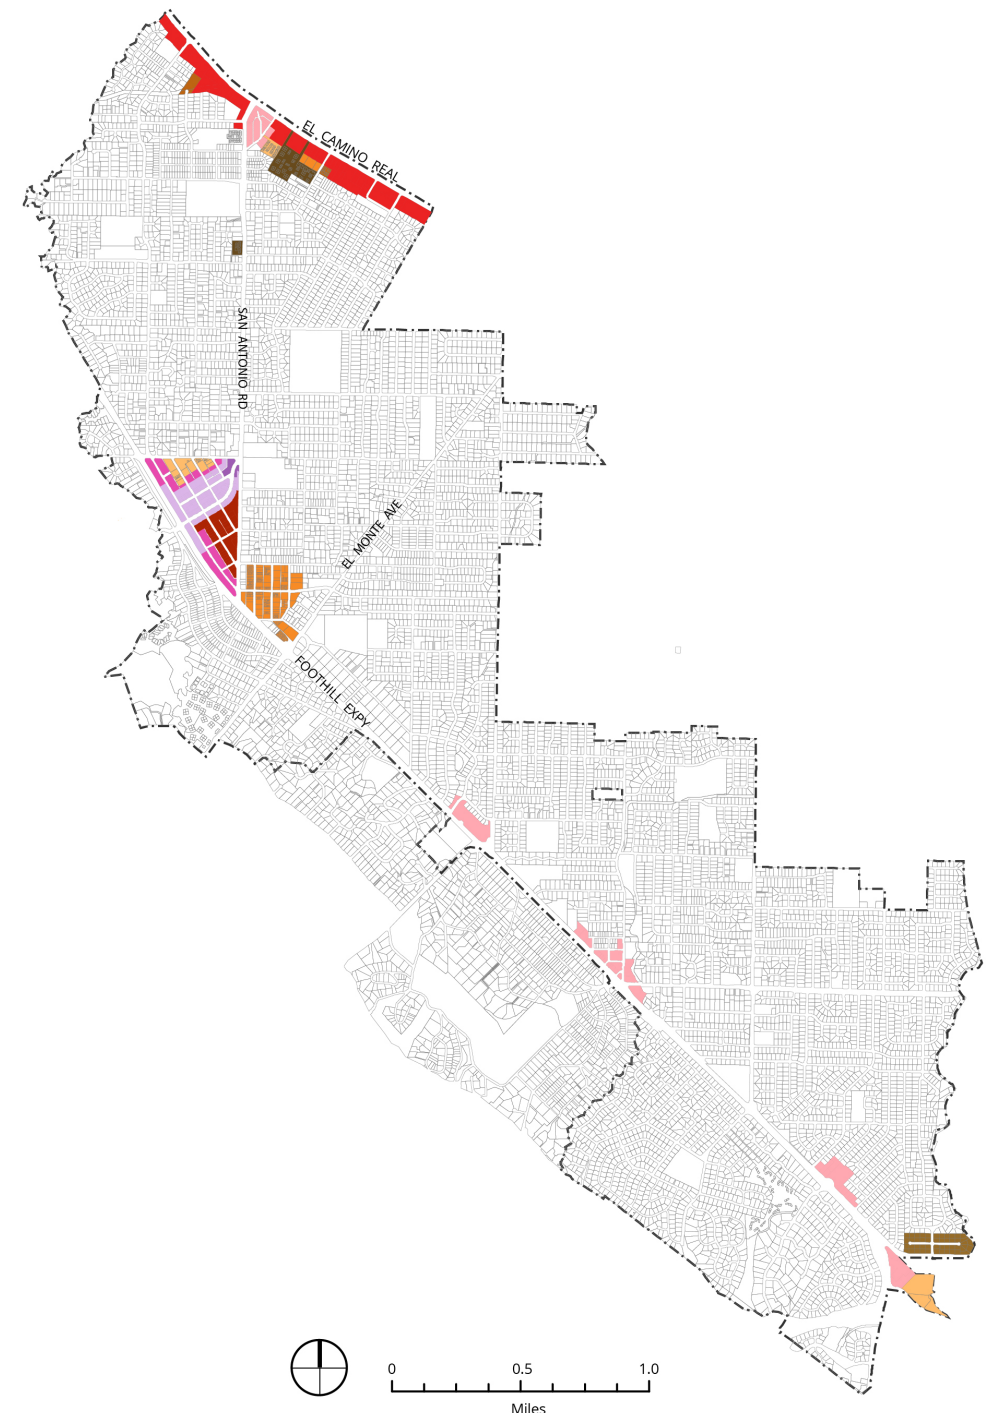 EL CAMINO REAL
SAN ANTONIO RD
EL MONTE AVE
FOOTHILL EXPY
0 0.5 1.0
Miles